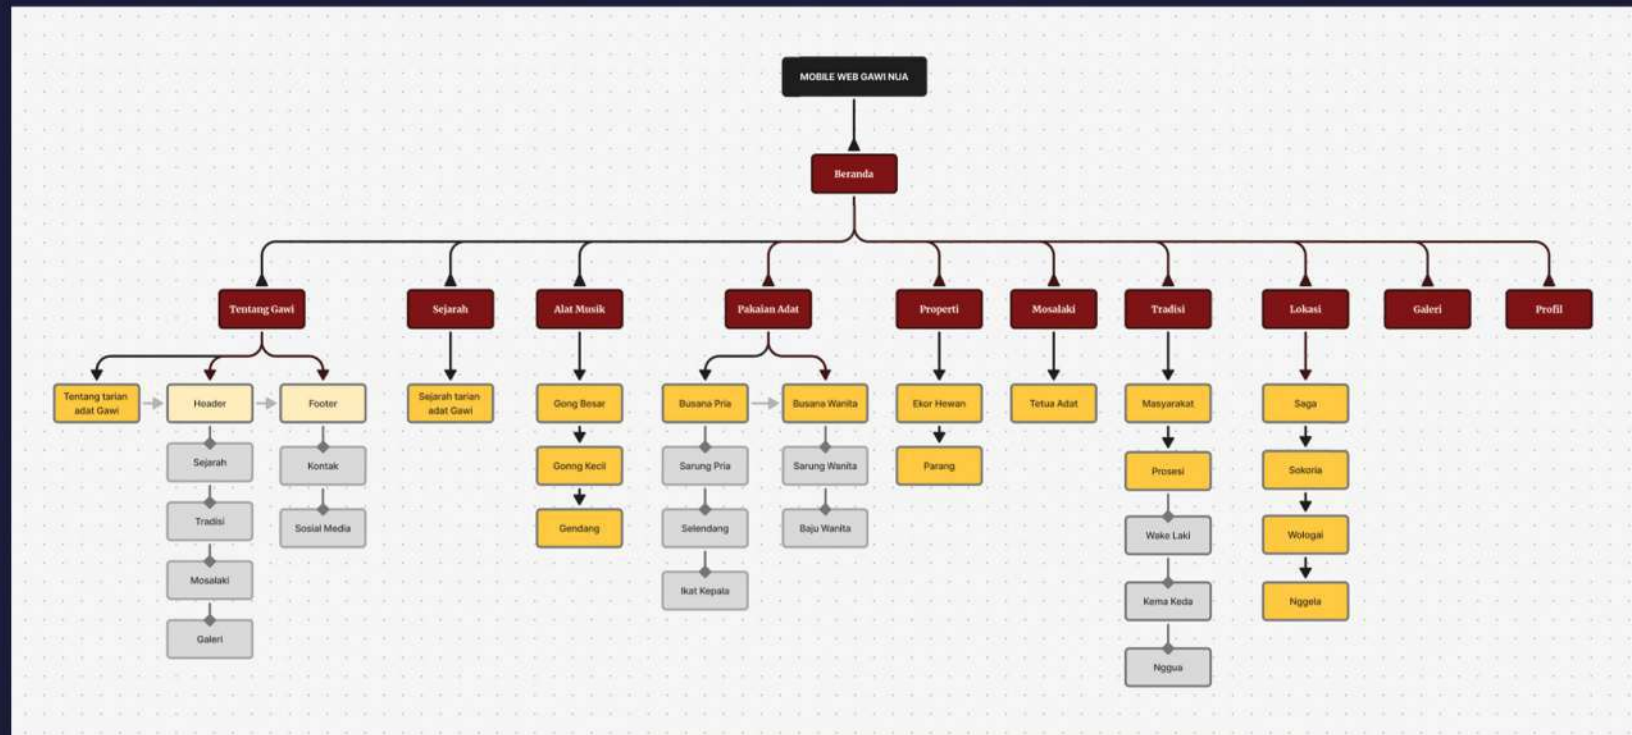 MOBILE WEB GAWI NUA
Beranda
Tentang Gawi
Sejarah
Alat Musik
Pakaian Adat
Properti
Mosalaki
Tradisi
Lokasi
Galeri
Profil
Tentang tarian
adat Gawi
Header
Footer
Sejarah tarian
adat Gawi
Gong Besar
Busana Pria
Busana Wanita
Ekor Hewan
Tetua Adat
Masyarakat
Saga
Sejarah
Kontak
Gonng Kecil
Sarung Pria
Sarung Wanita
Parang
Prosesi
Sokoria
Tradisi
Sosial Media
Gendang
Selendang
Baju Wanita
Wake Laki
Wologai
Mosalaki
Ikat Kepala
Kema Keda
Nggela
Galeri
Nggua